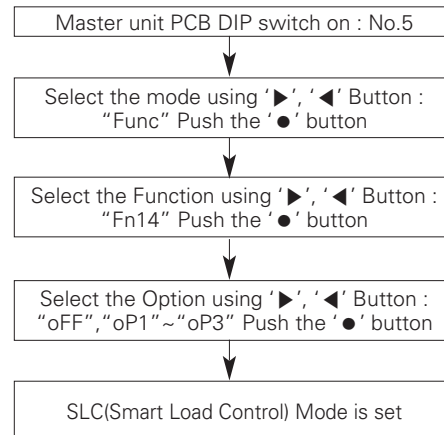 Master unit PCB DIP switch on : No.5
Select the mode using ‘▶’, ‘◀’ Button :
“Func” Push the ‘●’ button
Select the Function using ‘▶’, ‘◀’ Button :
“Fn14” Push the ‘●’ button
Select the Option using ‘▶’, ‘◀’ Button :
“oFF”,“oP1”~“oP3” Push the ‘●’ button
SLC(Smart Load Control) Mode is set